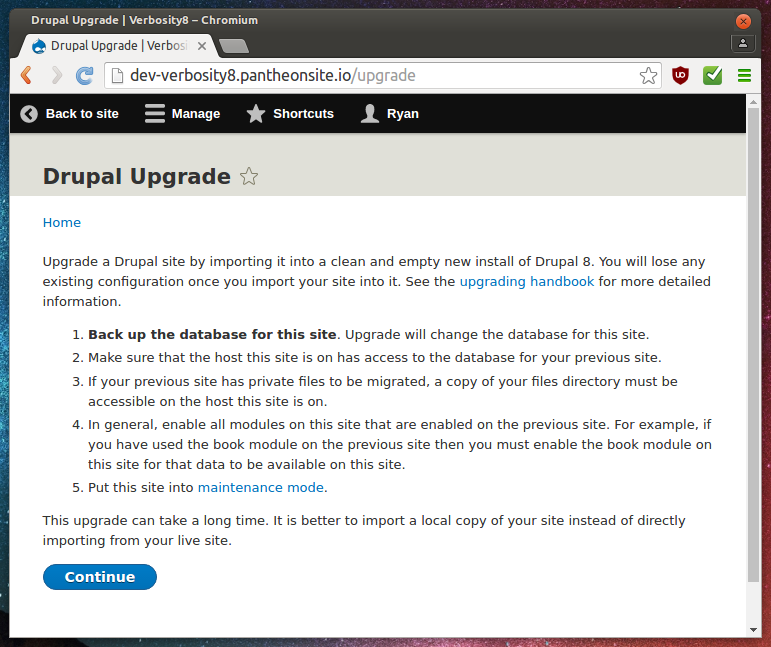 Drupal Upgrade | Verbosity8 – Chromium
Drupal Upgrade | Verbosi
dev-verbosity8.pantheonsite.io/upgrade
Back to site
Manage
Shortcuts
Ryan
Drupal Upgrade
Home
Upgrade a Drupal site by importing it into a clean and empty new install of Drupal 8. You will lose any
existing configuration once you import your site into it. See the upgrading handbook for more detailed
information.
1. Back up the database for this site. Upgrade will change the database for this site.
2. Make sure that the host this site is on has access to the database for your previous site.
3. If your previous site has private files to be migrated, a copy of your files directory must be
accessible on the host this site is on.
4. In general, enable all modules on this site that are enabled on the previous site. For example, if
you have used the book module on the previous site then you must enable the book module on
this site for that data to be available on this site.
5. Put this site into maintenance mode.
This upgrade can take a long time. It is better to import a local copy of your site instead of directly
importing from your live site.
Continue